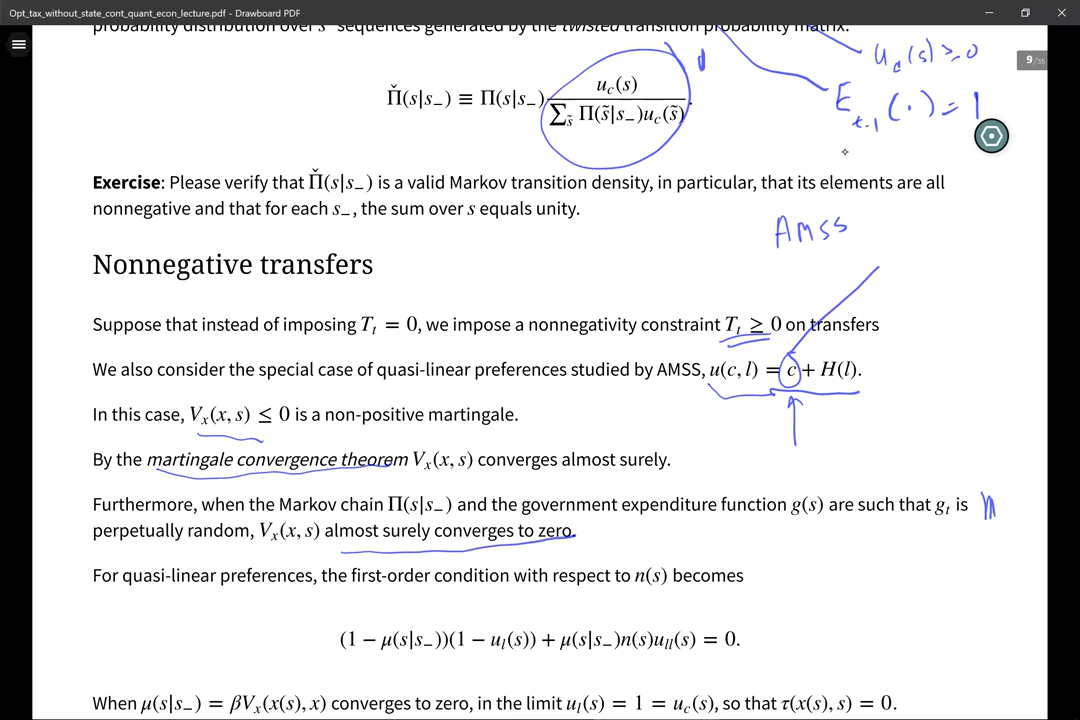 Opt_tax_without_state_cont_quant_econ_lecture.pdf - Drawboard PDF
probability distribution over s sequences generated by the twisted transition probability matrix.
u_c(s) ≥ 0
9 /35
Π̌(s|s_) ≡ Π(s|s_) u_c(s) / ∑_s̃ Π(s̃|s_)u_c(s̃) .
E_{t-1} (·) = 1
Exercise: Please verify that Π̌(s|s_) is a valid Markov transition density, in particular, that its elements are all
nonnegative and that for each s_, the sum over s equals unity.
AMSS
Nonnegative transfers
Suppose that instead of imposing T_t = 0, we impose a nonnegativity constraint T_t ≥ 0 on transfers
We also consider the special case of quasi-linear preferences studied by AMSS, u(c, l) = c + H(l).
In this case, V_x(x, s) ≤ 0 is a non-positive martingale.
By the martingale convergence theorem V_x(x, s) converges almost surely.
Furthermore, when the Markov chain Π(s|s_) and the government expenditure function g(s) are such that g_t is
perpetually random, V_x(x, s) almost surely converges to zero.
For quasi-linear preferences, the first-order condition with respect to n(s) becomes
(1 − μ(s|s_))(1 − u_l(s)) + μ(s|s_)n(s)u_ll(s) = 0.
When μ(s|s_) = βV_x(x(s), x) converges to zero, in the limit u_l(s) = 1 = u_c(s), so that τ(x(s), s) = 0.